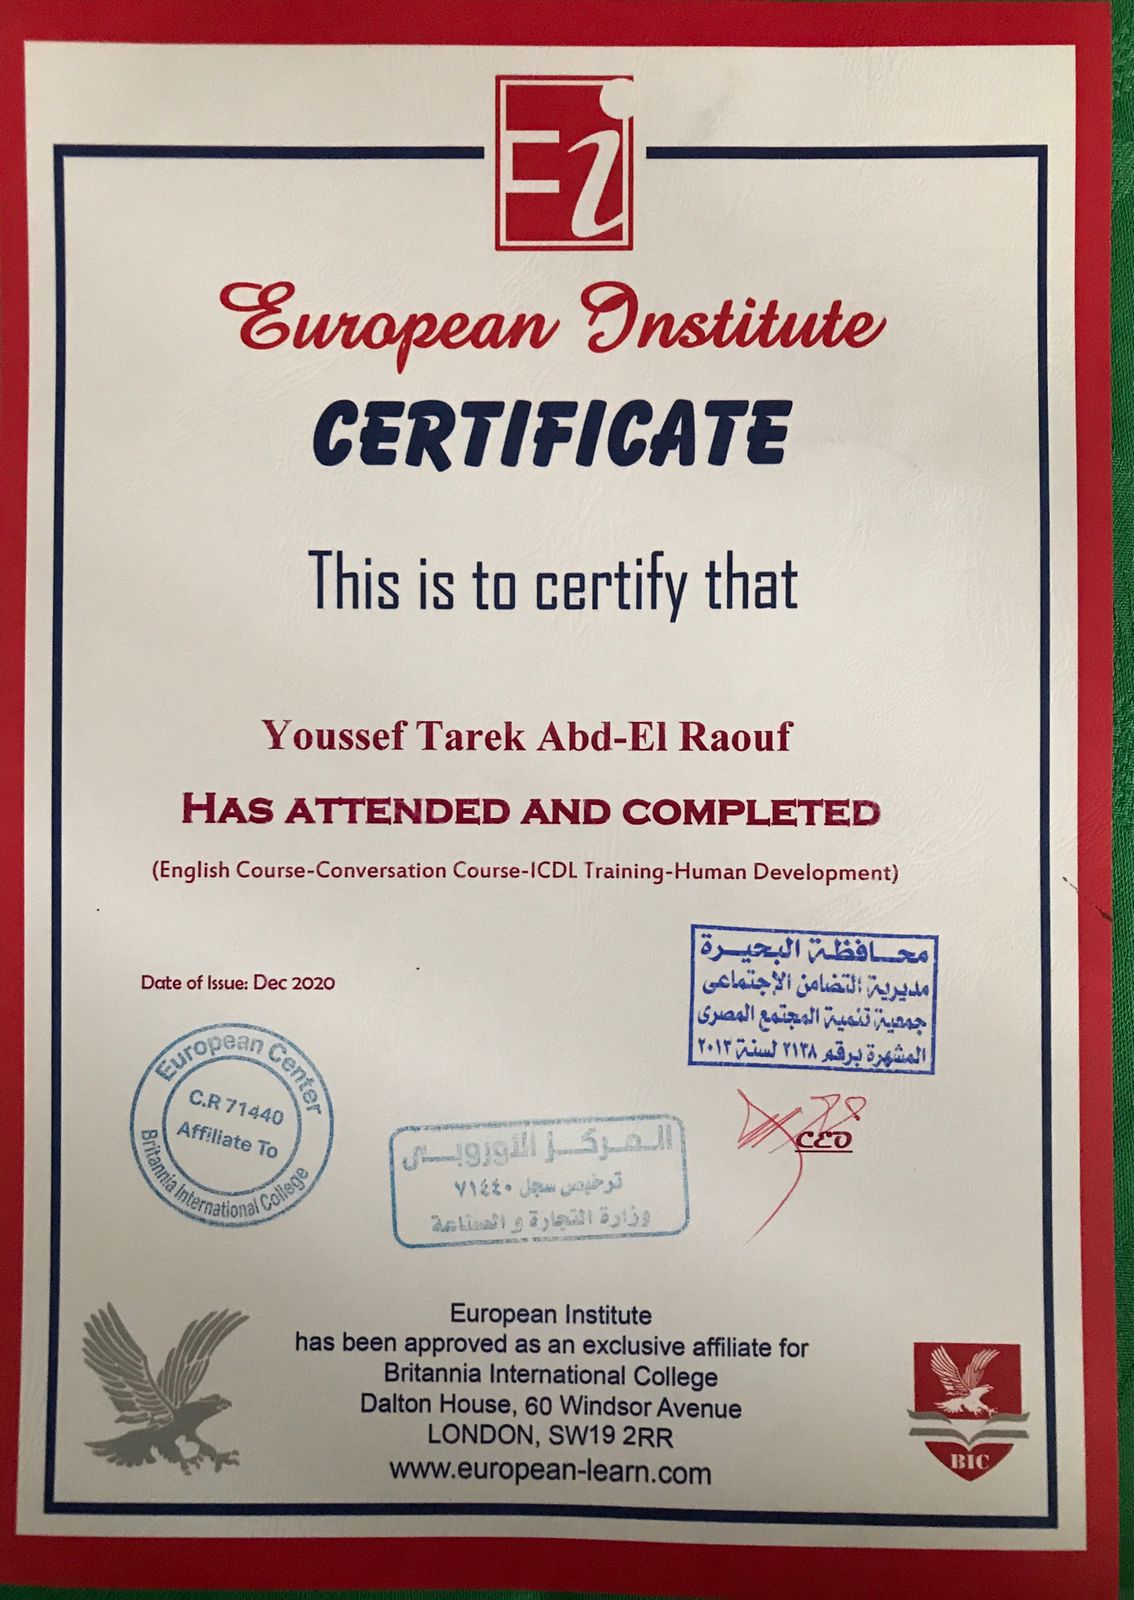 Ei
European Institute
CERTIFICATE
This is to certify that
Youssef Tarek Abd-El Raouf
HAS ATTENDED AND COMPLETED
(English Course-Conversation Course-ICDL Training-Human Development)
محافظة البحيرة
مديرية التضامن الإجتماعى
جمعية تنمية المجتمع المصرى
المشهرة برقم ٢١٣٨ لسنة ٢٠١٣
Date of Issue: Dec 2020
European Center
C.R 71440
Affiliate To
Britannia International College
المركز الاوروبى
ترخيص سجل ٧١٤٤٠
وزارة التجارة و الصناعة
CEO
European Institute
has been approved as an exclusive affiliate for
Britannia International College
Dalton House, 60 Windsor Avenue
LONDON, SW19 2RR
www.european-learn.com
BIC